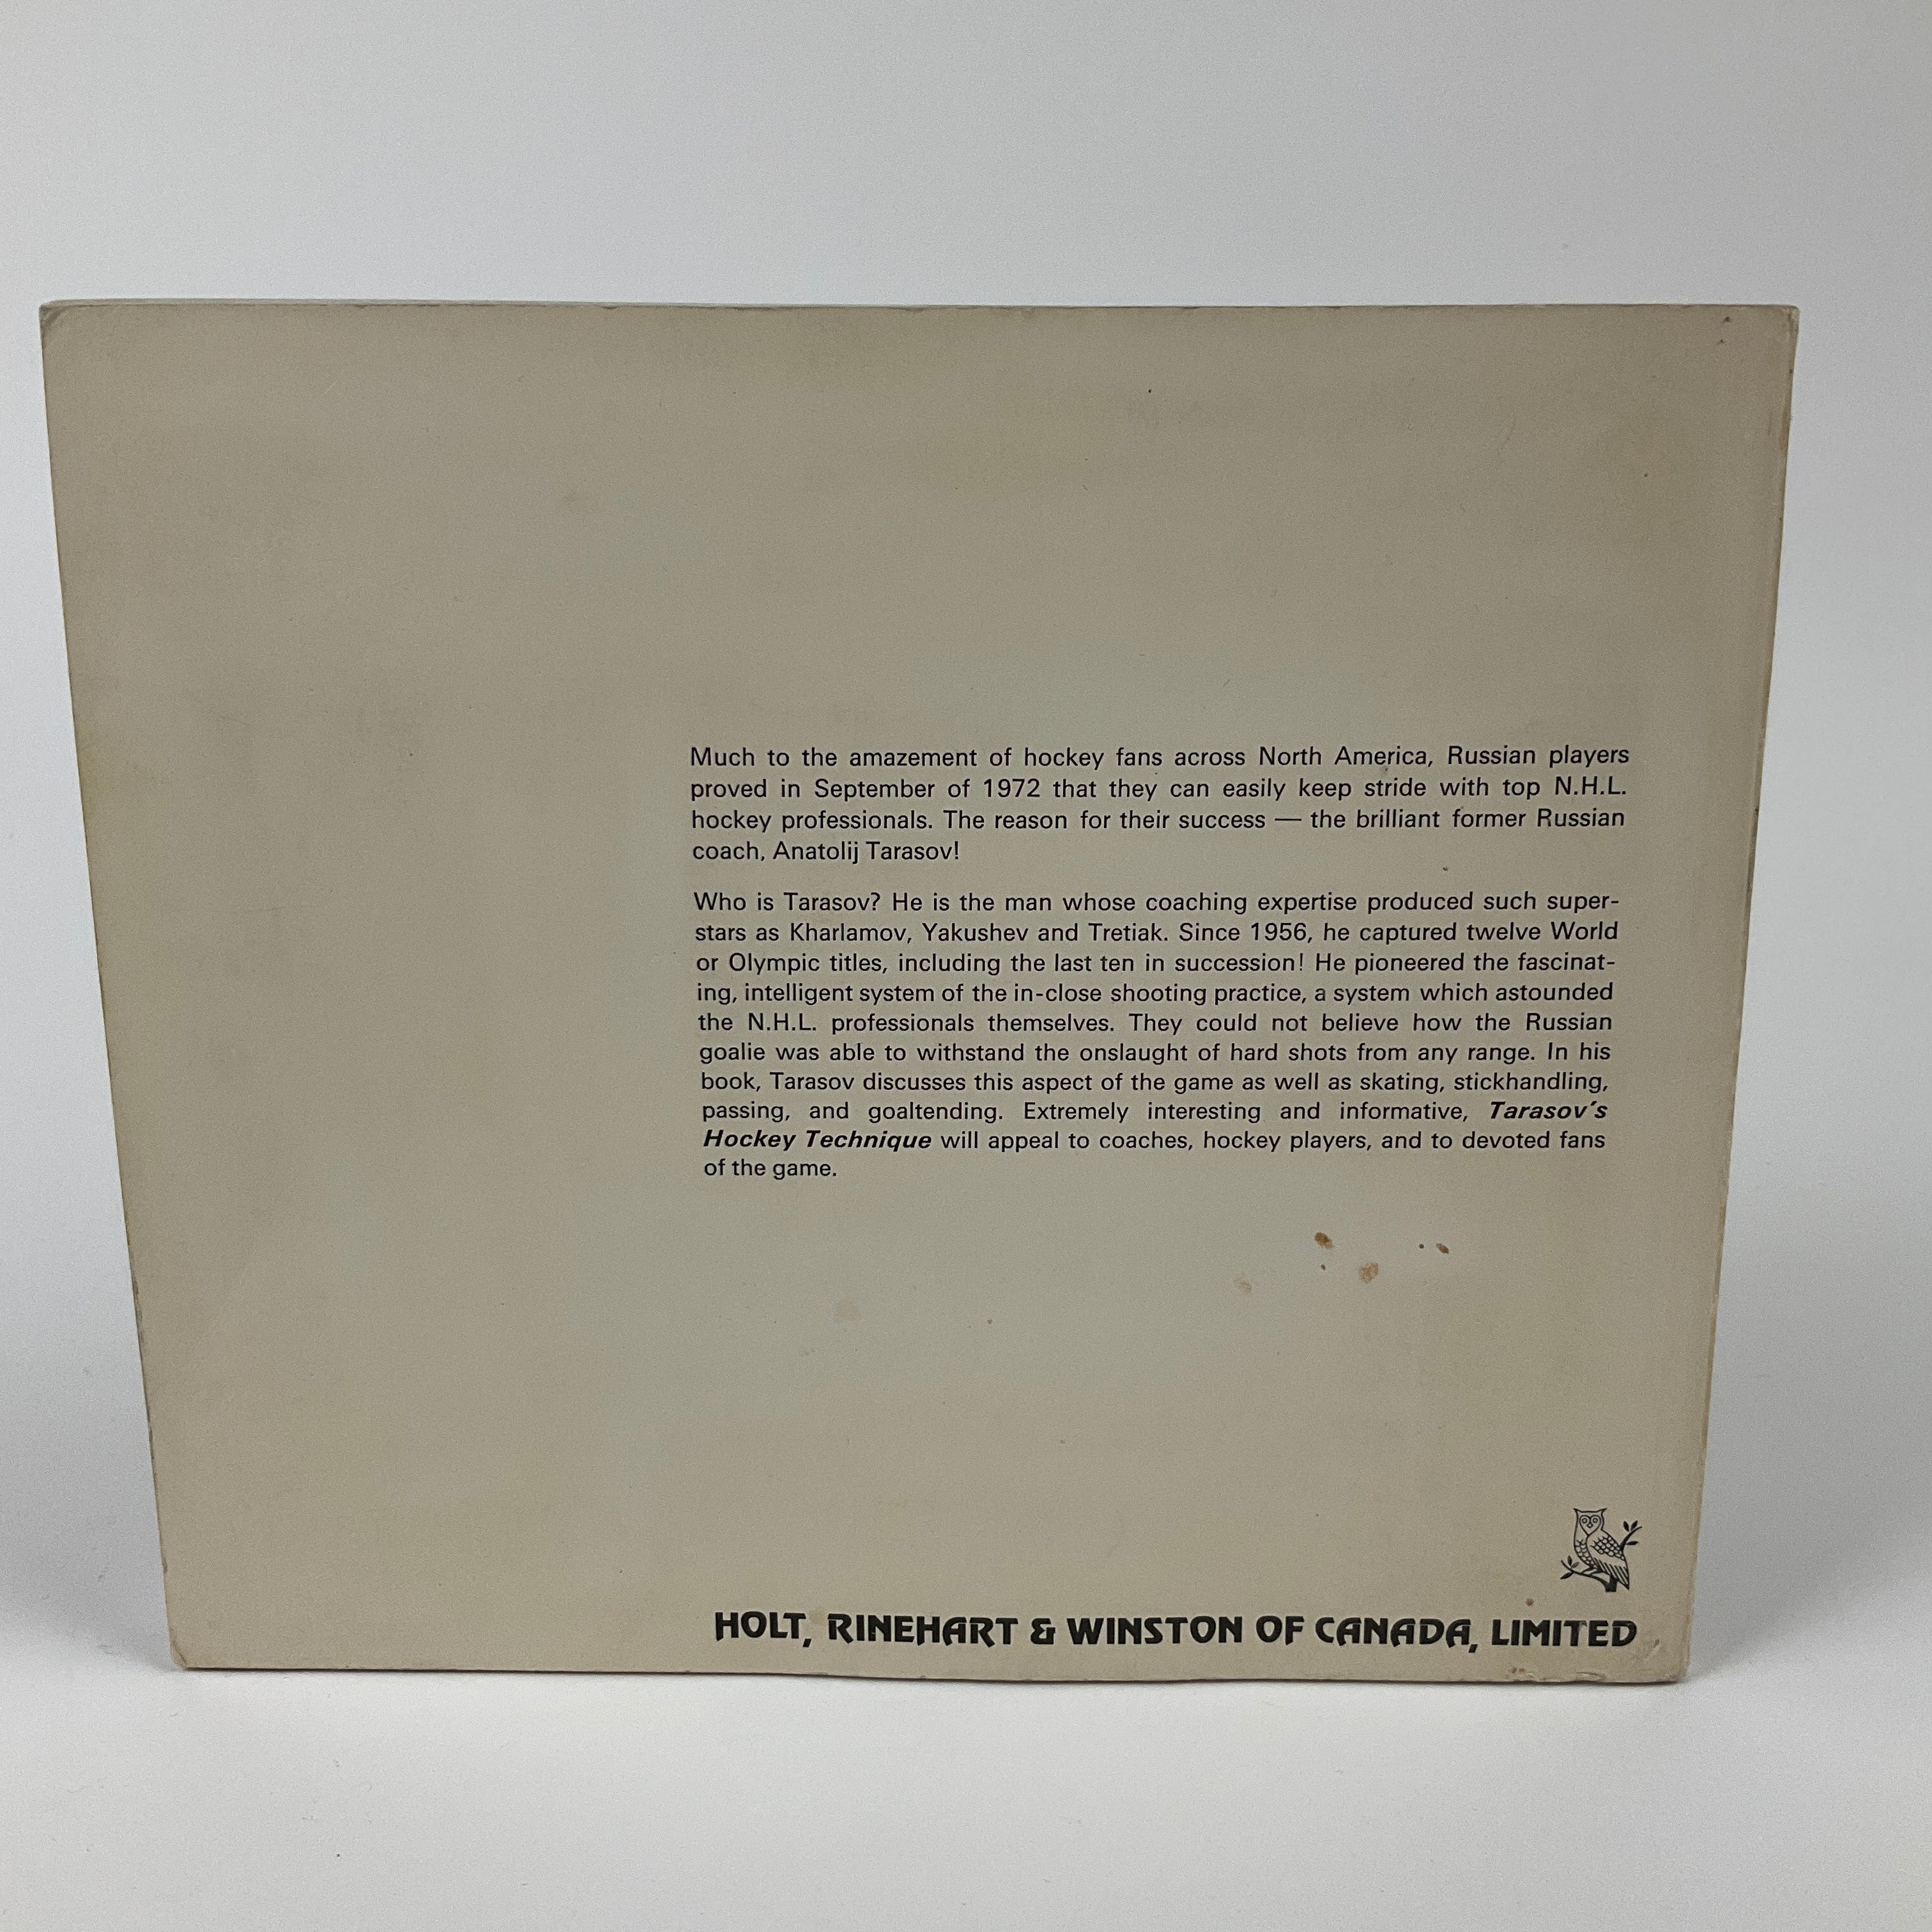 Much to the amazement of hockey fans across North America, Russian players
proved in September of 1972 that they can easily keep stride with top N.H.L.
hockey professionals. The reason for their success — the brilliant former Russian
coach, Anatolij Tarasov!
Who is Tarasov? He is the man whose coaching expertise produced such super-
stars as Kharlamov, Yakushev and Tretiak. Since 1956, he captured twelve World
or Olympic titles, including the last ten in succession! He pioneered the fascinat-
ing, intelligent system of the in-close shooting practice, a system which astounded
the N.H.L. professionals themselves. They could not believe how the Russian
goalie was able to withstand the onslaught of hard shots from any range. In his
book, Tarasov discusses this aspect of the game as well as skating, stickhandling,
passing, and goaltending. Extremely interesting and informative, Tarasov's
Hockey Technique will appeal to coaches, hockey players, and to devoted fans
of the game.
HOLT, RINEHART & WINSTON OF CANADA, LIMITED